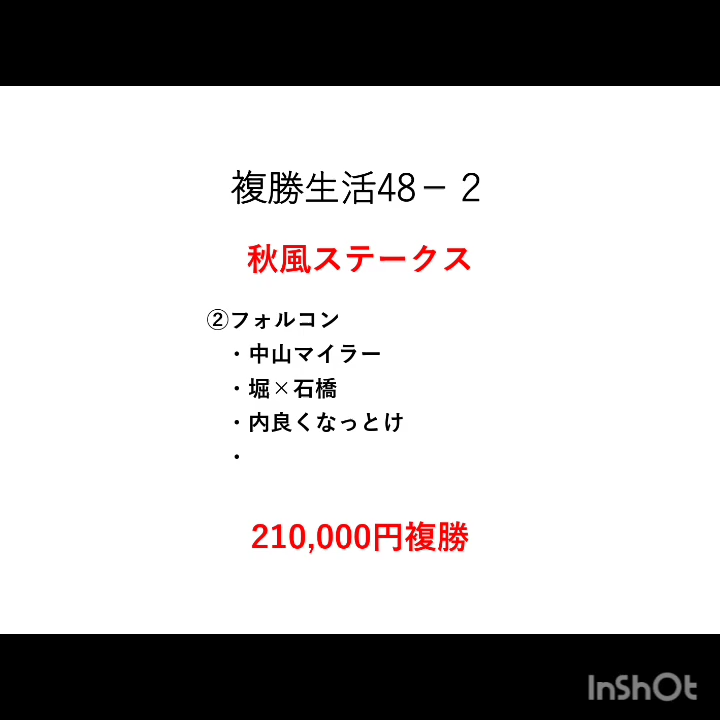 複勝生活48－２
秋風ステークス
②フォルコン
・中山マイラー
・堀×石橋
・内良くなっとけ
・
210,000円複勝
InShOt